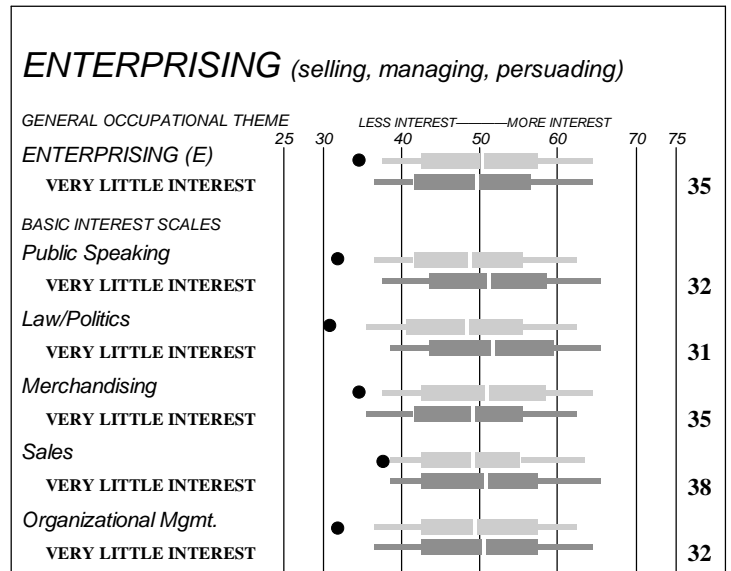 ENTERPRISING (selling, managing, persuading)
GENERAL OCCUPATIONAL THEME LESS INTEREST MORE INTEREST
25 30 40 50 60 70 75
ENTERPRISING (E)
VERY LITTLE INTEREST 35
BASIC INTEREST SCALES
Public Speaking
VERY LITTLE INTEREST 32
Law/Politics
VERY LITTLE INTEREST 31
Merchandising
VERY LITTLE INTEREST 35
Sales
VERY LITTLE INTEREST 38
Organizational Mgmt.
VERY LITTLE INTEREST 32